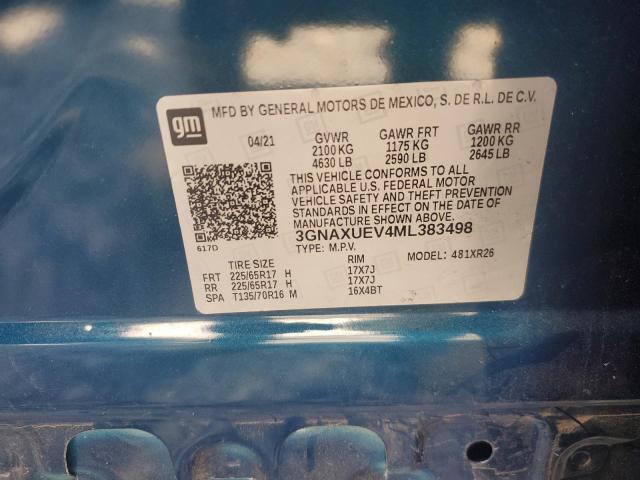 gm
MFD BY GENERAL MOTORS DE MEXICO, S. DE R.L. DE C.V.
04/21 GVWR GAWR FRT GAWR RR
2100 KG 1175 KG 1200 KG
4630 LB 2590 LB 2645 LB
THIS VEHICLE CONFORMS TO ALL
APPLICABLE U.S. FEDERAL MOTOR
VEHICLE SAFETY AND THEFT PREVENTION
STANDARDS IN EFFECT ON THE DATE OF
MANUFACTURE SHOWN ABOVE.
617D 3GNAXUEV4ML383498
TYPE: M.P.V. MODEL: 481XR26
TIRE SIZE RIM
FRT 225/65R17 H 17X7J
RR 225/65R17 H 17X7J
SPA T135/70R16 M 16X4BT